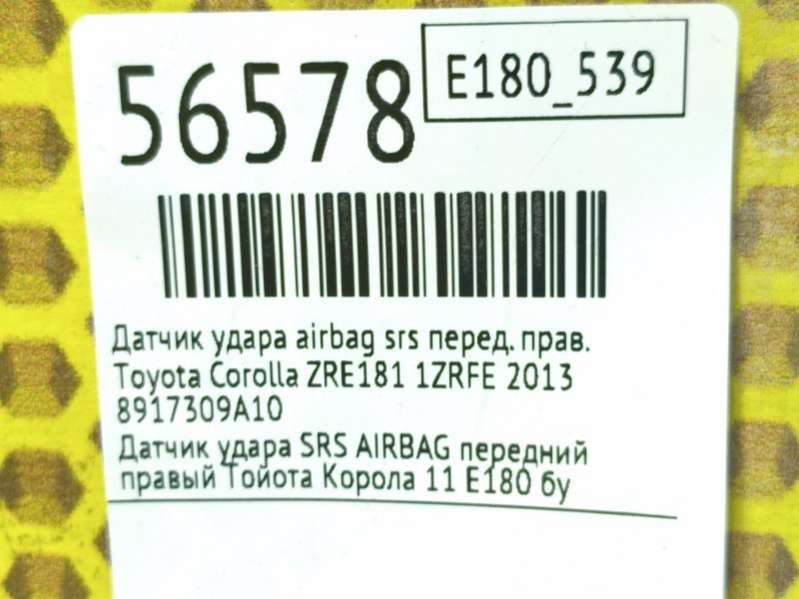 56578
E180_539
Датчик удара airbag srs перед. прав.
Toyota Corolla ZRE181 1ZRFE 2013
8917309A10
Датчик удара SRS AIRBAG передний
правый Тойота Корола 11 E180 бу